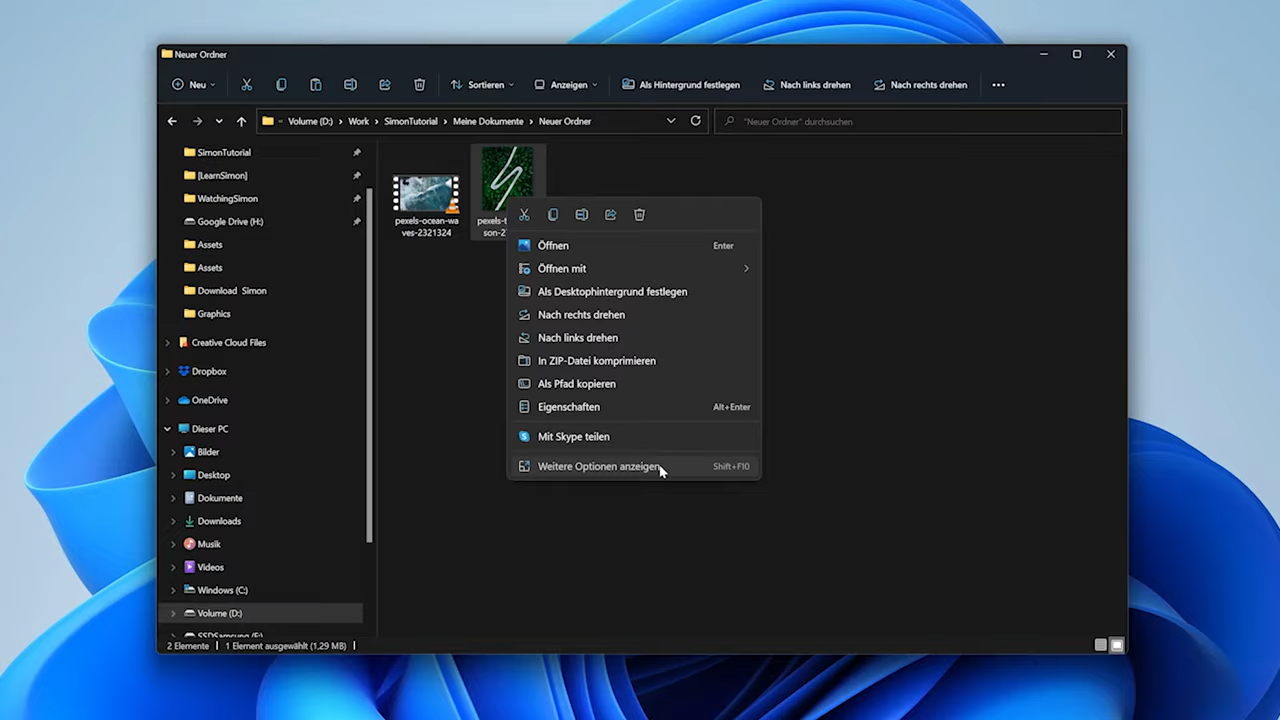 Neuer Ordner
Neu
Sortieren
Anzeigen
Als Hintergrund festlegen
Nach links drehen
Nach rechts drehen
« Volume (D:) > Work > SimonTutorial > Meine Dokumente > Neuer Ordner
"Neuer Ordner" durchsuchen
SimonTutorial
[LearnSimon]
WatchingSimon
Google Drive (H:)
Assets
Assets
Download Simon
Graphics
Creative Cloud Files
Dropbox
OneDrive
Dieser PC
Bilder
Desktop
Dokumente
Downloads
Musik
Videos
Windows (C:)
Volume (D:)
pexels-ocean-wa
ves-2321324
Öffnen Enter
Öffnen mit
Als Desktophintergrund festlegen
Nach rechts drehen
Nach links drehen
In ZIP-Datei komprimieren
Als Pfad kopieren
Eigenschaften Alt+Enter
Mit Skype teilen
Weitere Optionen anzeigen Shift+F10
2 Elemente
1 Element ausgewählt (1,29 MB)